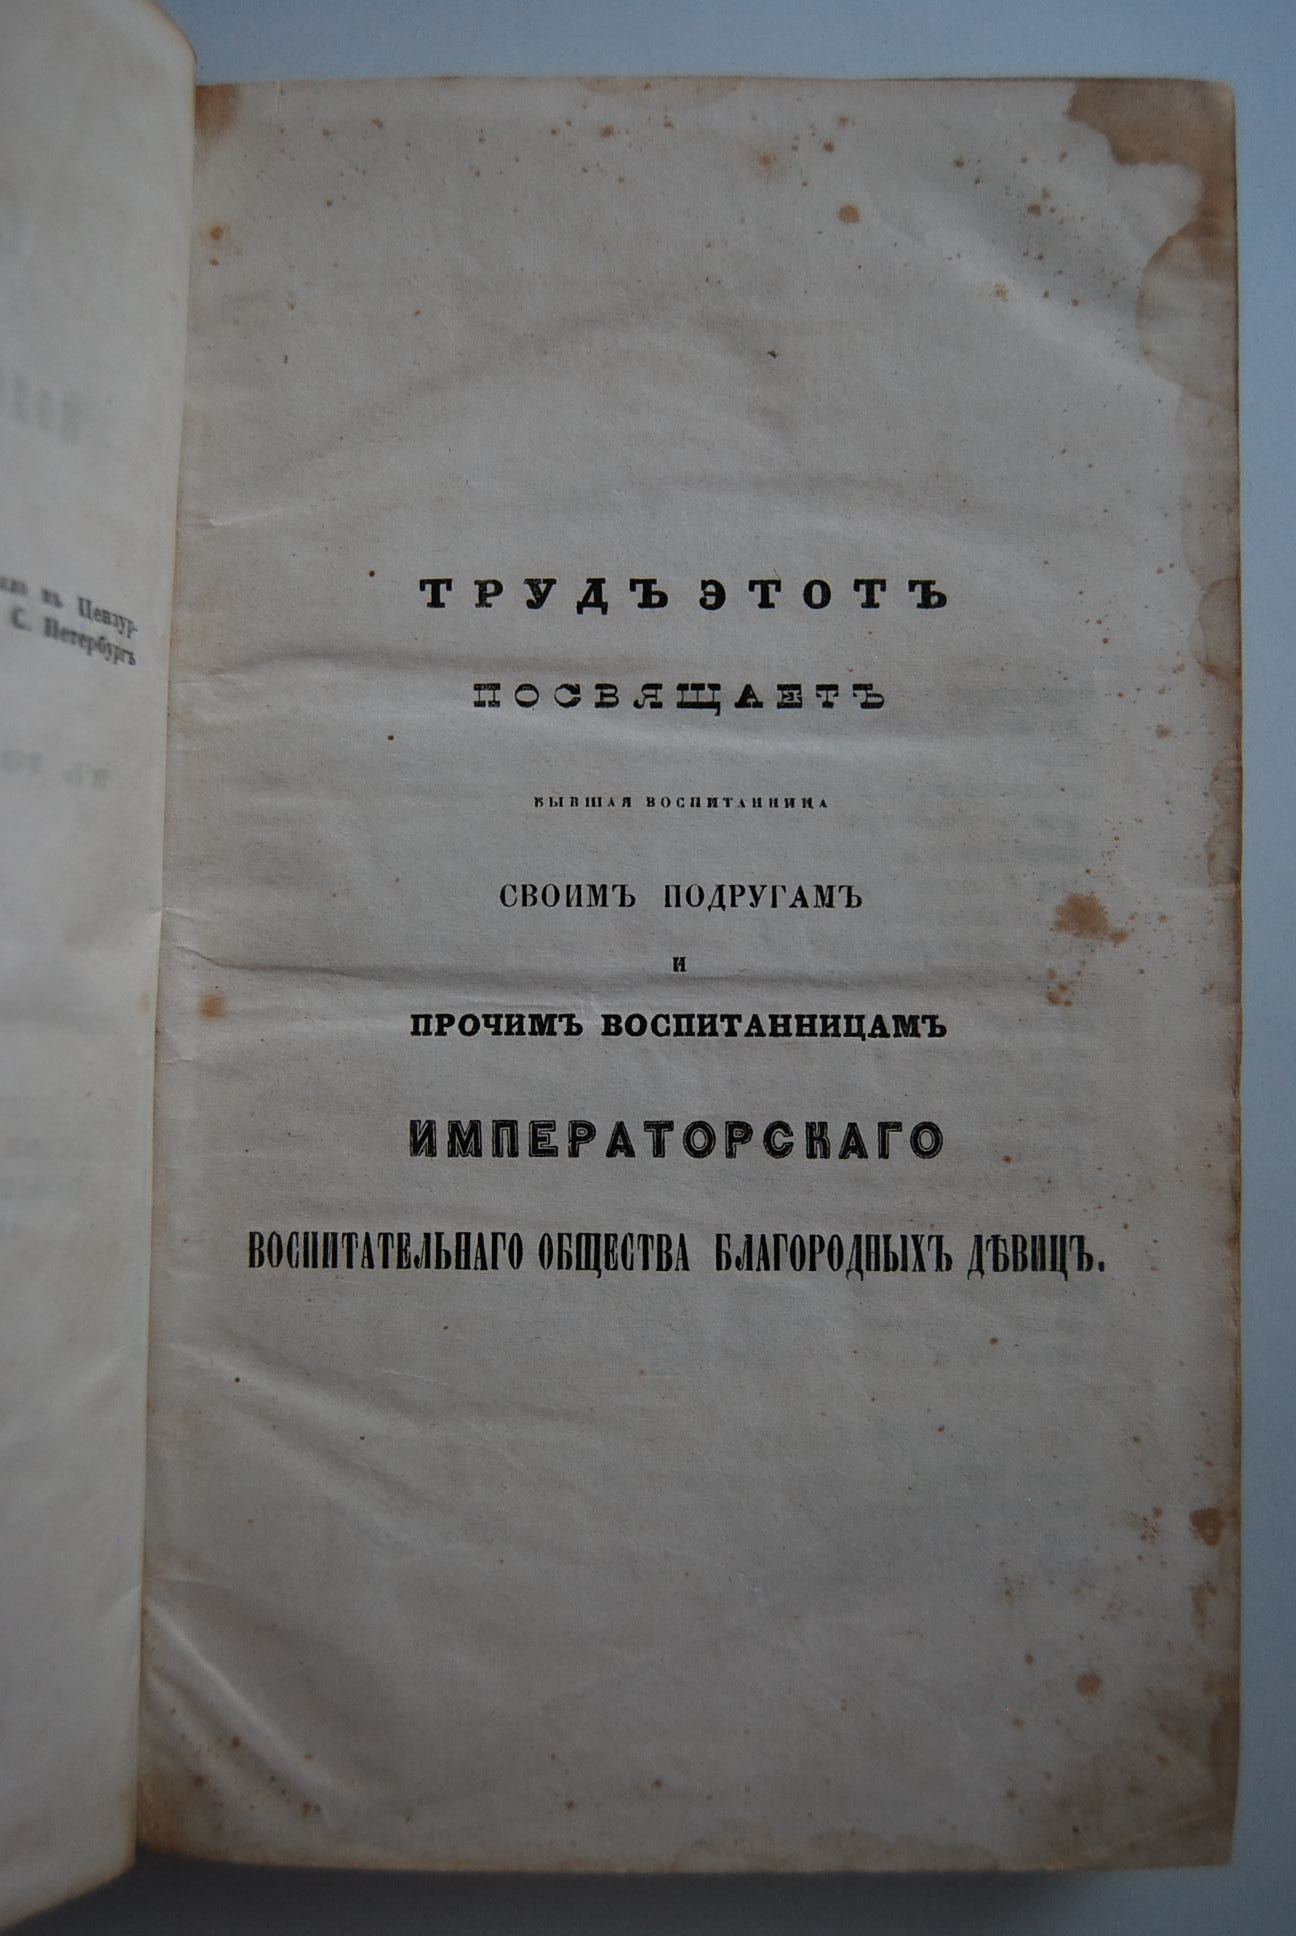 въ Цензур-
С. Петербургъ
ТРУДЪ ЭТОТЪ
ПОСВЯЩАЕТЪ
БЫВШАЯ ВОСПИТАННИЦА
СВОИМЪ ПОДРУГАМЪ
И
ПРОЧИМЪ ВОСПИТАННИЦАМЪ
ИМПЕРАТОРСКАГО
ВОСПИТАТЕЛЬНАГО ОБЩЕСТВА БЛАГОРОДНЫХЪ ДѢВИЦЪ.